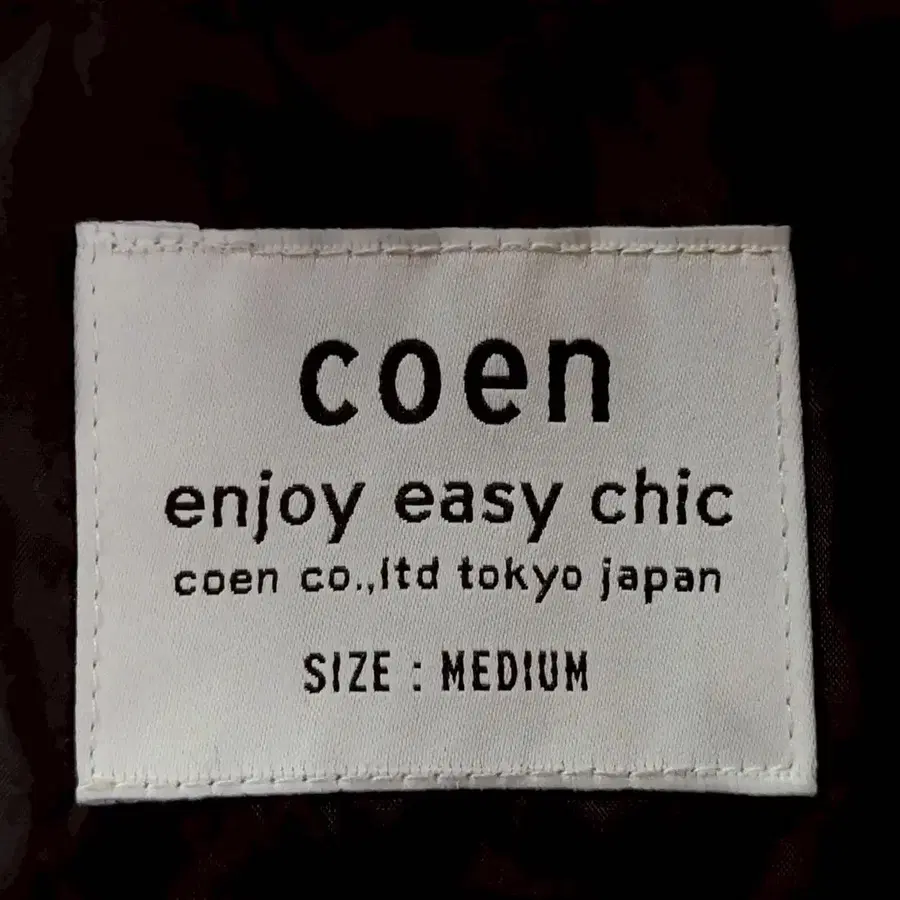 coen
enjoy easy chic
coen co.,ltd tokyo japan
SIZE : MEDIUM